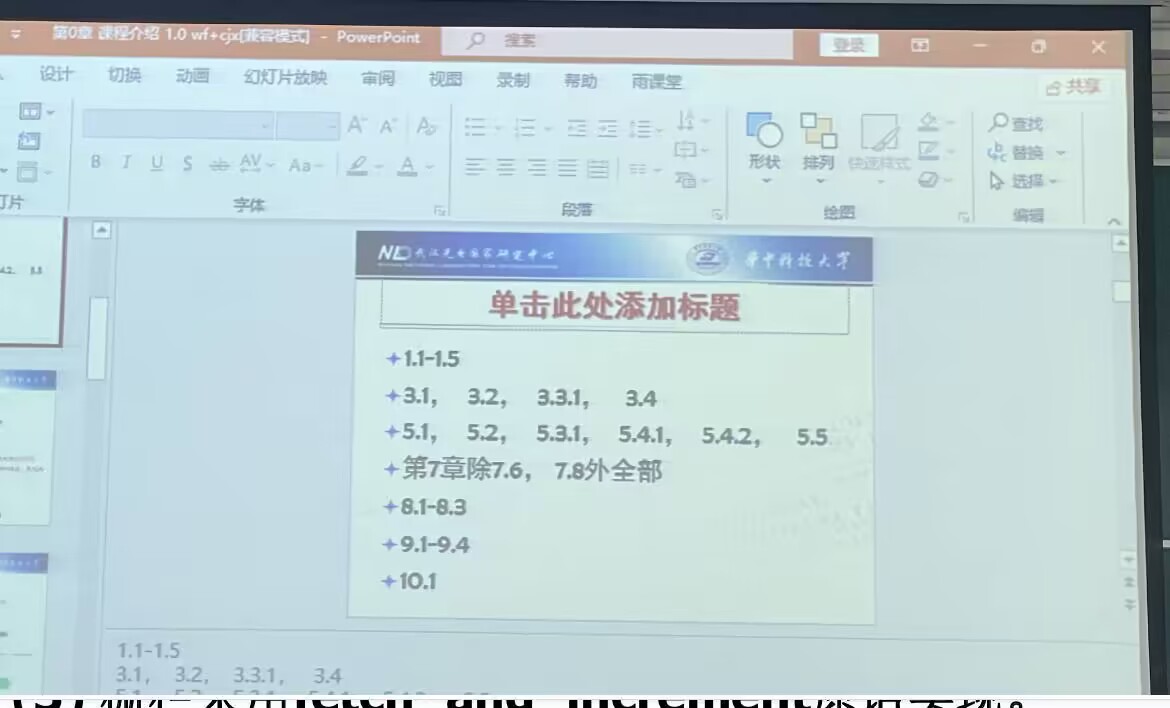 第0章 课程介绍 1.0 wf+cjx[兼容模式] - PowerPoint
搜索
登录
设计 切换 动画 幻灯片放映 审阅 视图 录制 帮助 雨课堂
共享
B I U S ab AV Aa A
形状 排列 快速样式
查找
替换
选择
灯片 字体 段落 绘图 编辑
武汉光电国家研究中心 华中科技大学
单击此处添加标题
1.1-1.5
3.1, 3.2, 3.3.1, 3.4
5.1, 5.2, 5.3.1, 5.4.1, 5.4.2, 5.5
第7章除7.6, 7.8外全部
8.1-8.3
9.1-9.4
10.1
1.1-1.5
3.1, 3.2, 3.3.1, 3.4